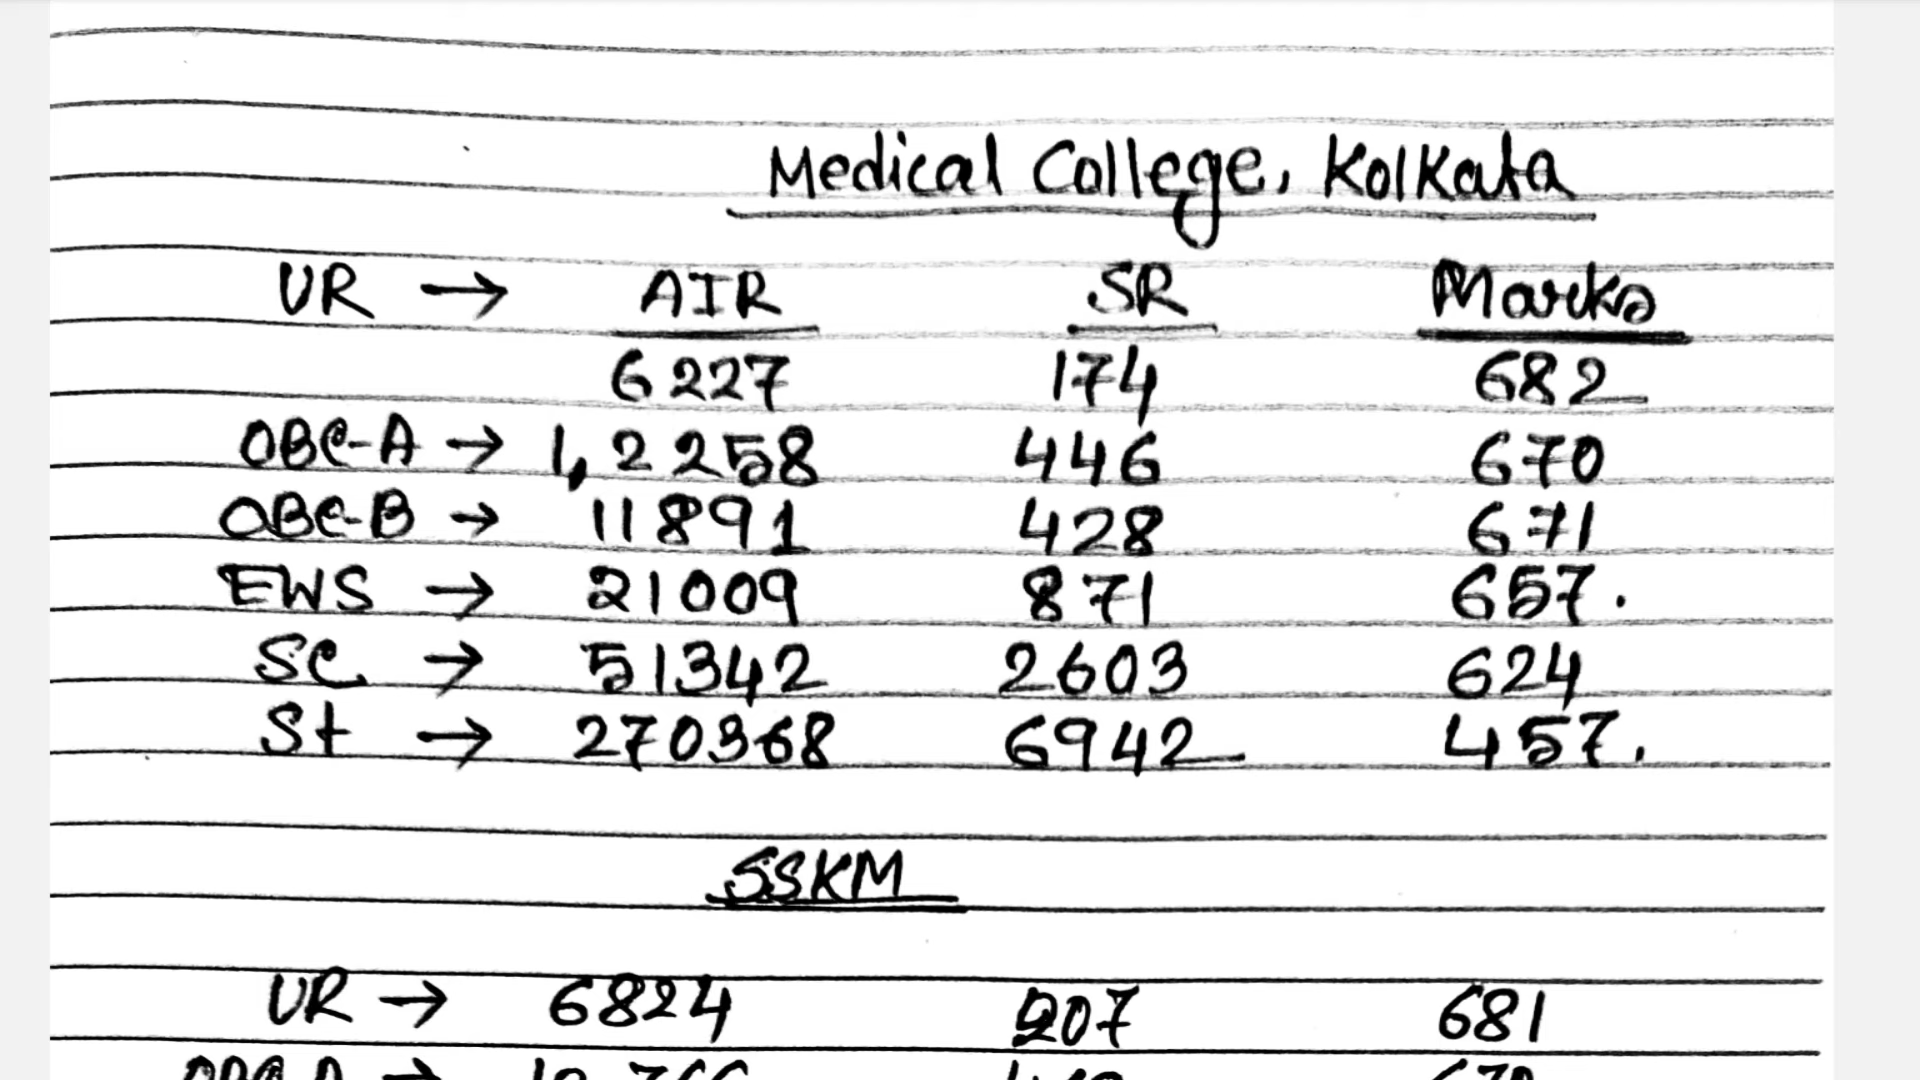 Medical College, Kolkata
UR → AIR SR Marks
6227 174 682
OBC-A → 1,2258 446 670
OBC-B → 11891 428 671
EWS → 21009 871 657.
SC → 51342 2603 624
St → 270368 6942 457.
SSKM
UR → 6824 207 681